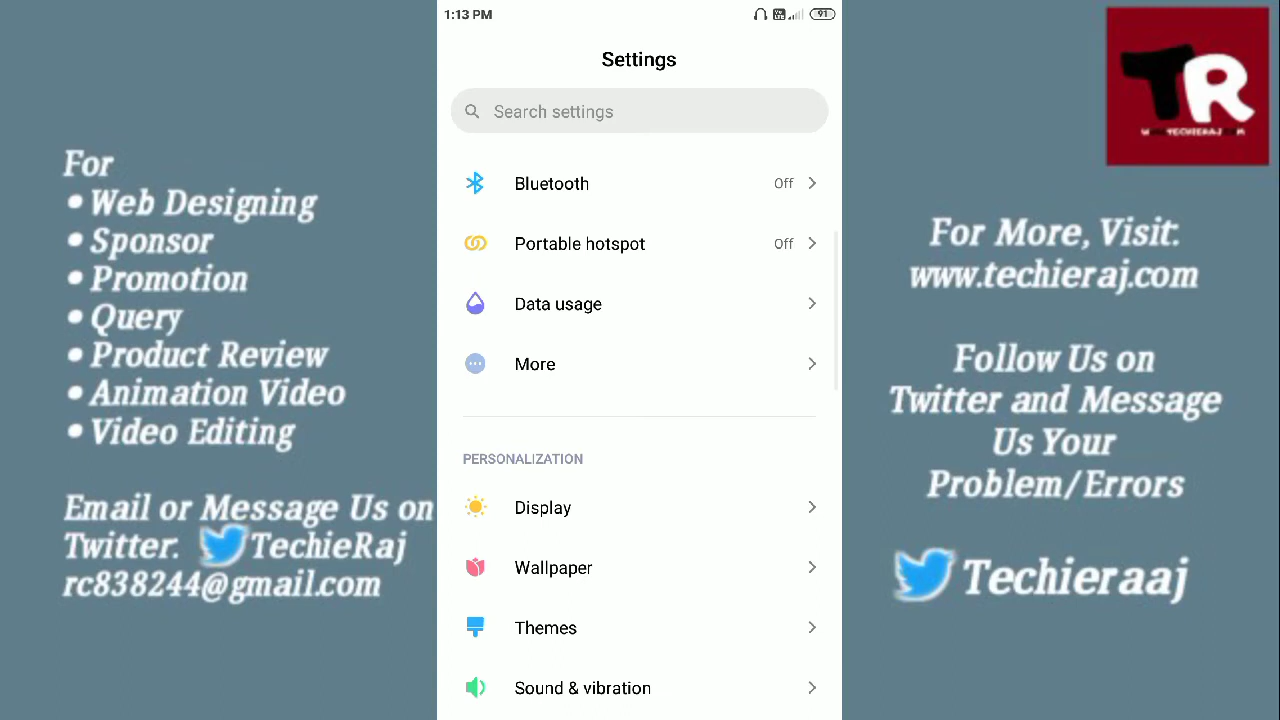 For
• Web Designing
• Sponsor
• Promotion
• Query
• Product Review
• Animation Video
• Video Editing
Email or Message Us on
Twitter. TechieRaj
rc838244@gmail.com
1:13 PM
91
Settings
Search settings
Bluetooth Off
Portable hotspot Off
Data usage
More
PERSONALIZATION
Display
Wallpaper
Themes
Sound & vibration
TR
For More, Visit:
www.techieraj.com
Follow Us on
Twitter and Message
Us Your
Problem/Errors
Techieraaj